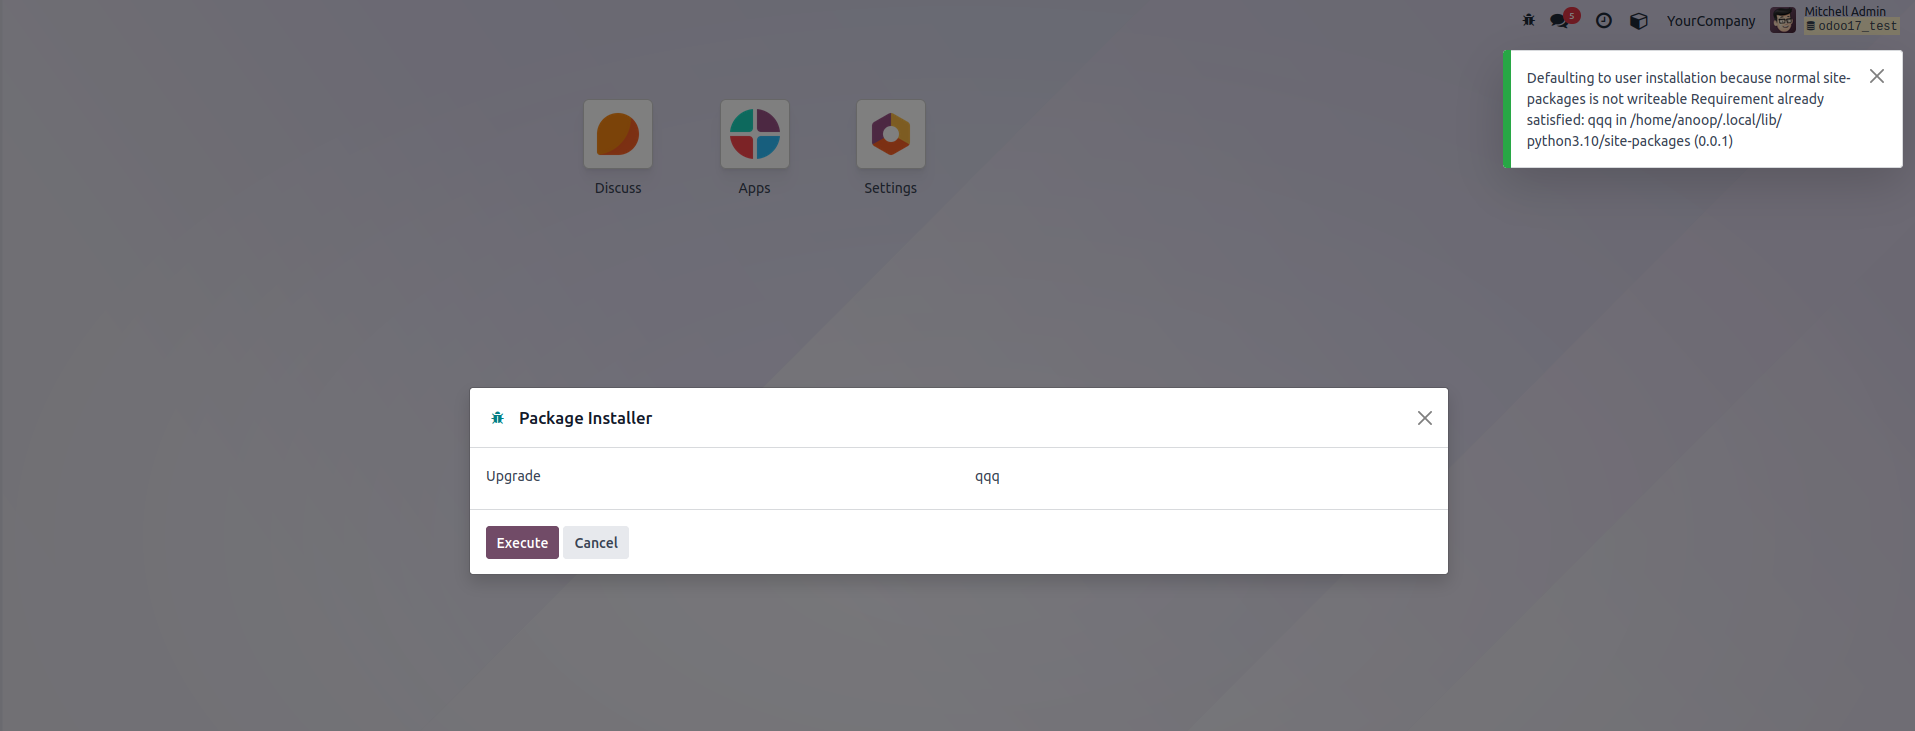 5
YourCompany
Mitchell Admin
odoo17_test
Defaulting to user installation because normal site-
packages is not writeable Requirement already
satisfied: qqq in /home/anoop/.local/lib/
python3.10/site-packages (0.0.1)
Discuss
Apps
Settings
Package Installer
Upgrade
qqq
Execute
Cancel